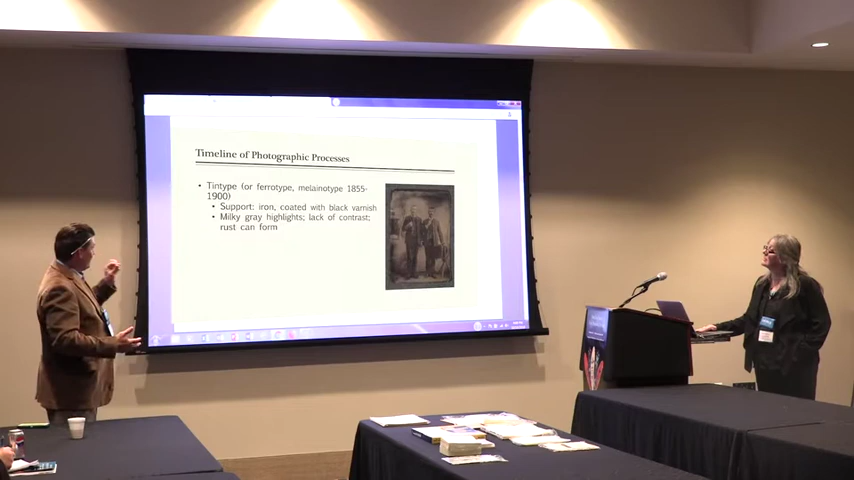 Timeline of Photographic Processes
• Tintype (or ferrotype, melainotype 1855-
1900)
• Support: iron, coated with black varnish
• Milky gray highlights; lack of contrast;
rust can form